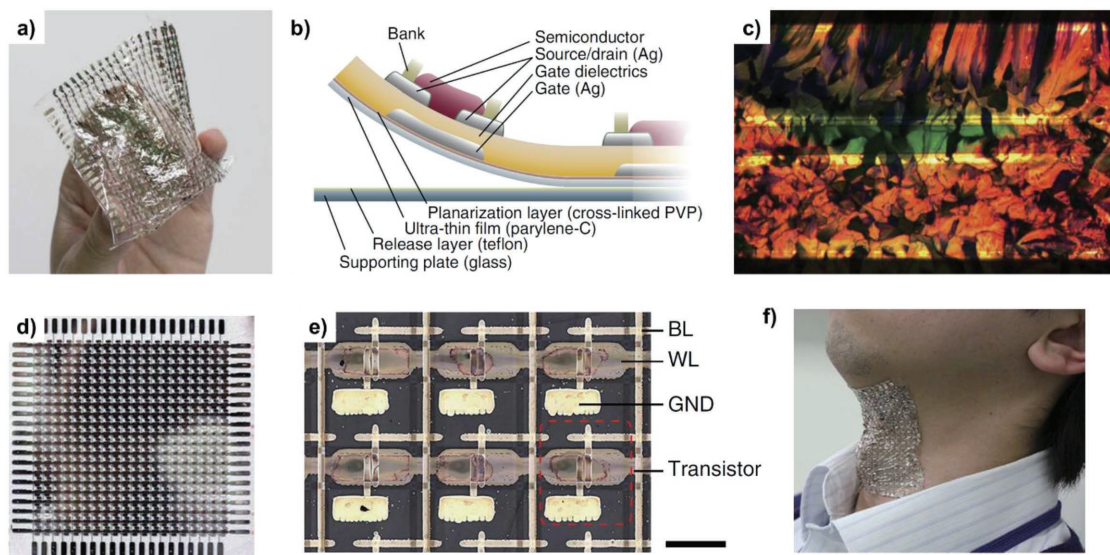 a)
b)
Bank
Semiconductor
Source/drain (Ag)
Gate dielectrics
Gate (Ag)
Planarization layer (cross-linked PVP)
Ultra-thin film (parylene-C)
Release layer (teflon)
Supporting plate (glass)
c)
d)
e)
BL
WL
GND
Transistor
f)